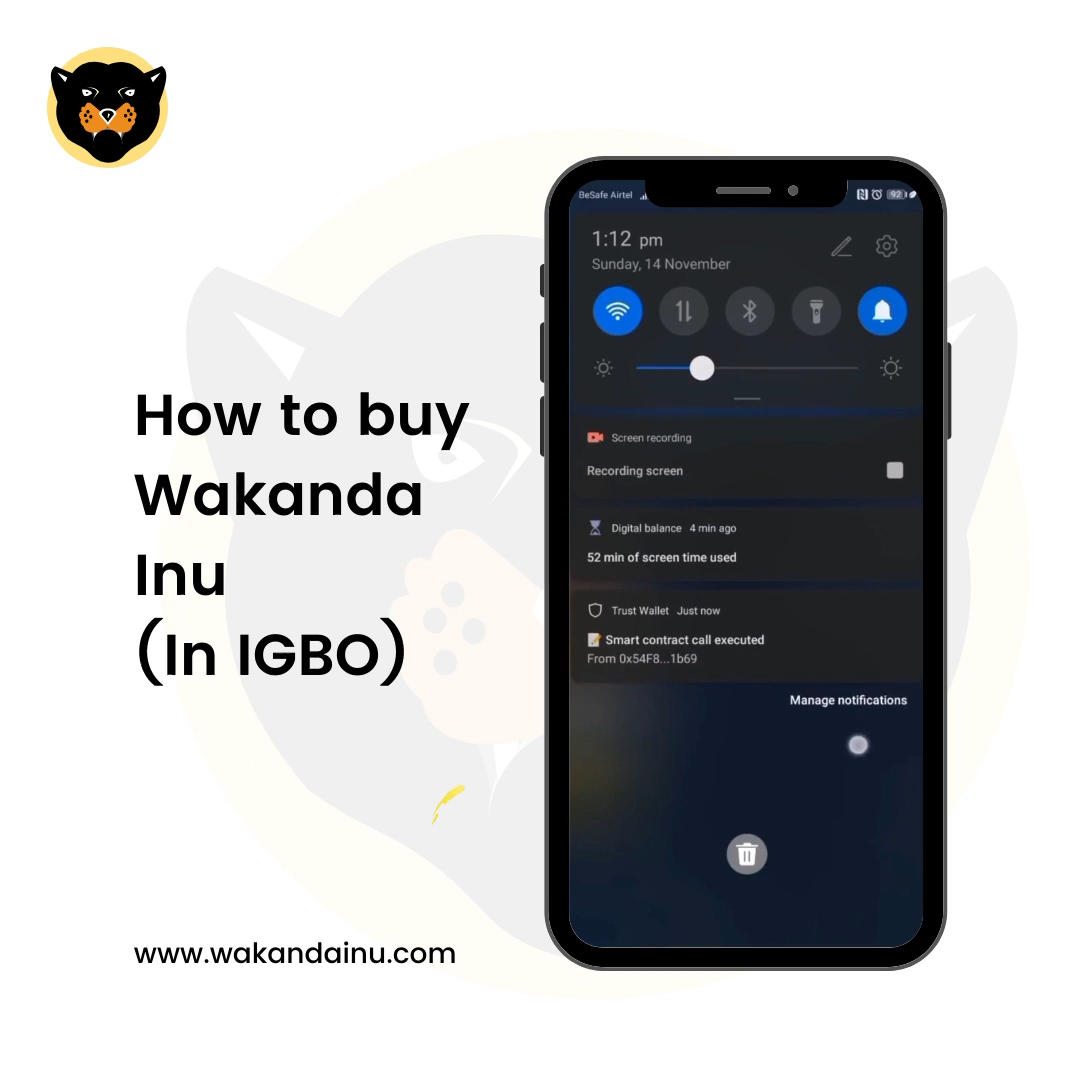 How to buy
Wakanda
Inu
(In IGBO)
www.wakandainu.com
BeSafe Airtel
92
1:12 pm
Sunday, 14 November
Screen recording
Recording screen
Digital balance 4 min ago
52 min of screen time used
Trust Wallet Just now
Smart contract call executed
From 0x54F8...1b69
Manage notifications